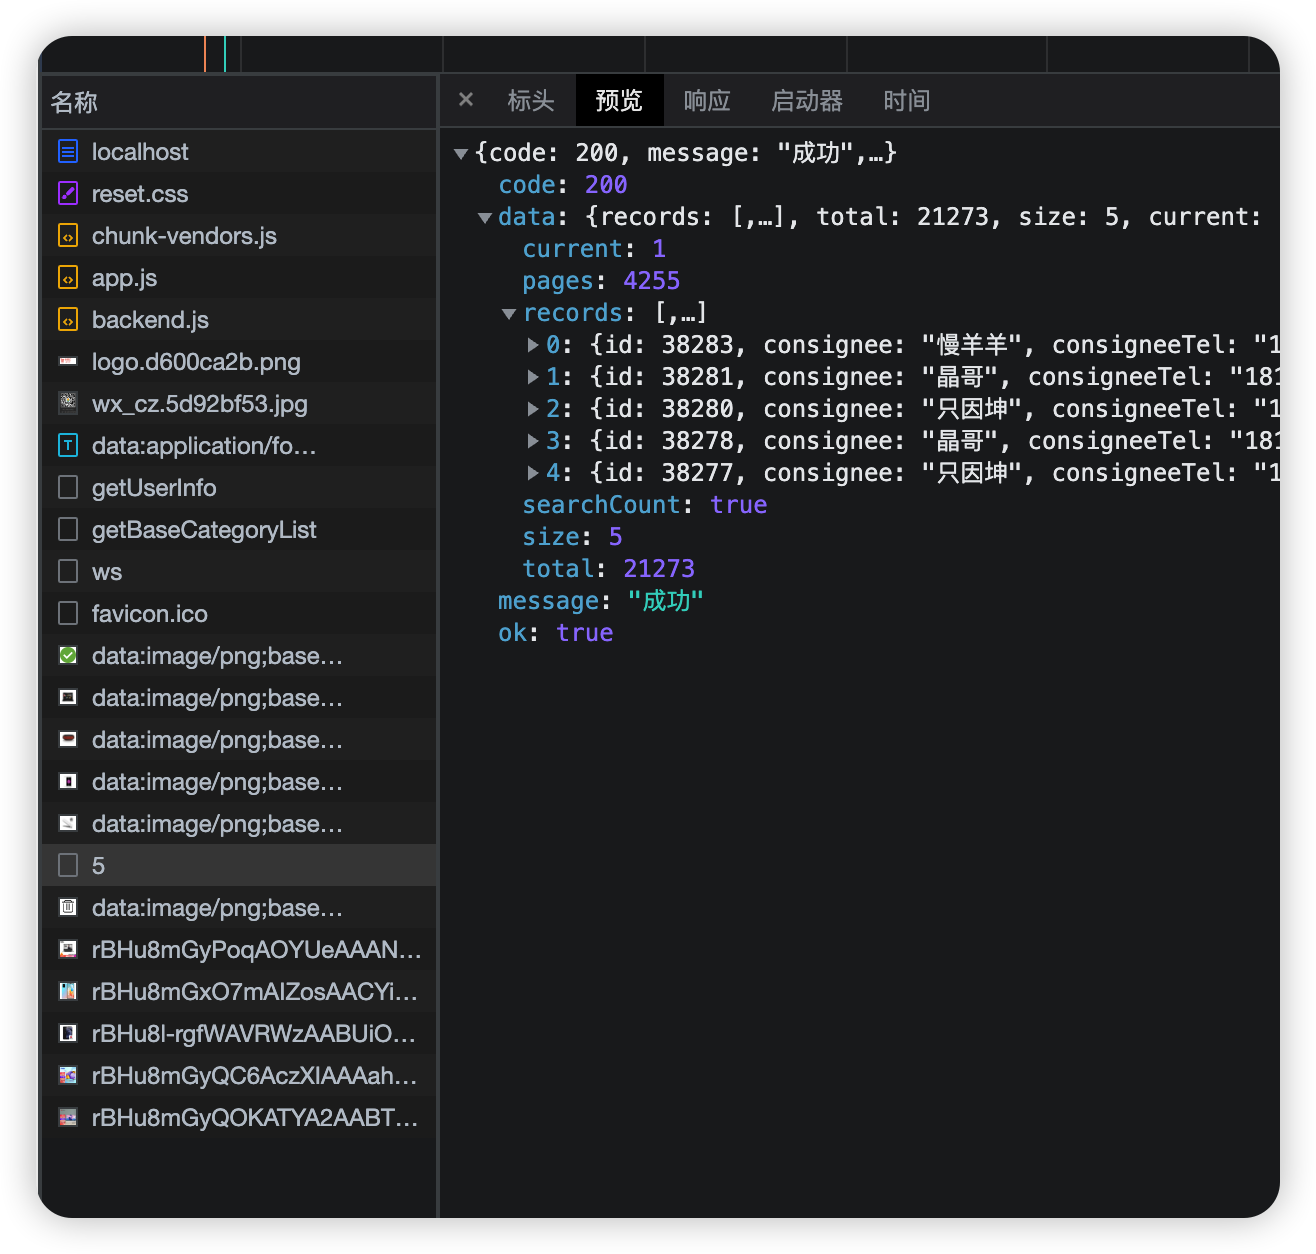 名称
localhost
reset.css
chunk-vendors.js
app.js
backend.js
logo.d600ca2b.png
wx_cz.5d92bf53.jpg
data:application/fo…
getUserInfo
getBaseCategoryList
ws
favicon.ico
data:image/png;base…
data:image/png;base…
data:image/png;base…
data:image/png;base…
data:image/png;base…
5
data:image/png;base…
rBHu8mGyPoqAOYUeAAAN…
rBHu8mGxO7mAIZosAACYi…
rBHu8l-rgfWAVRWzAABUiO…
rBHu8mGyQC6AczXIAAAah…
rBHu8mGyQOKATYA2AABT…
× 标头 预览 响应 启动器 时间
{code: 200, message: "成功",…}
code: 200
data: {records: [,…], total: 21273, size: 5, current:
current: 1
pages: 4255
records: [,…]
0: {id: 38283, consignee: "慢羊羊", consigneeTel: "1
1: {id: 38281, consignee: "晶哥", consigneeTel: "181
2: {id: 38280, consignee: "只因坤", consigneeTel: "1
3: {id: 38278, consignee: "晶哥", consigneeTel: "181
4: {id: 38277, consignee: "只因坤", consigneeTel: "1
searchCount: true
size: 5
total: 21273
message: "成功"
ok: true